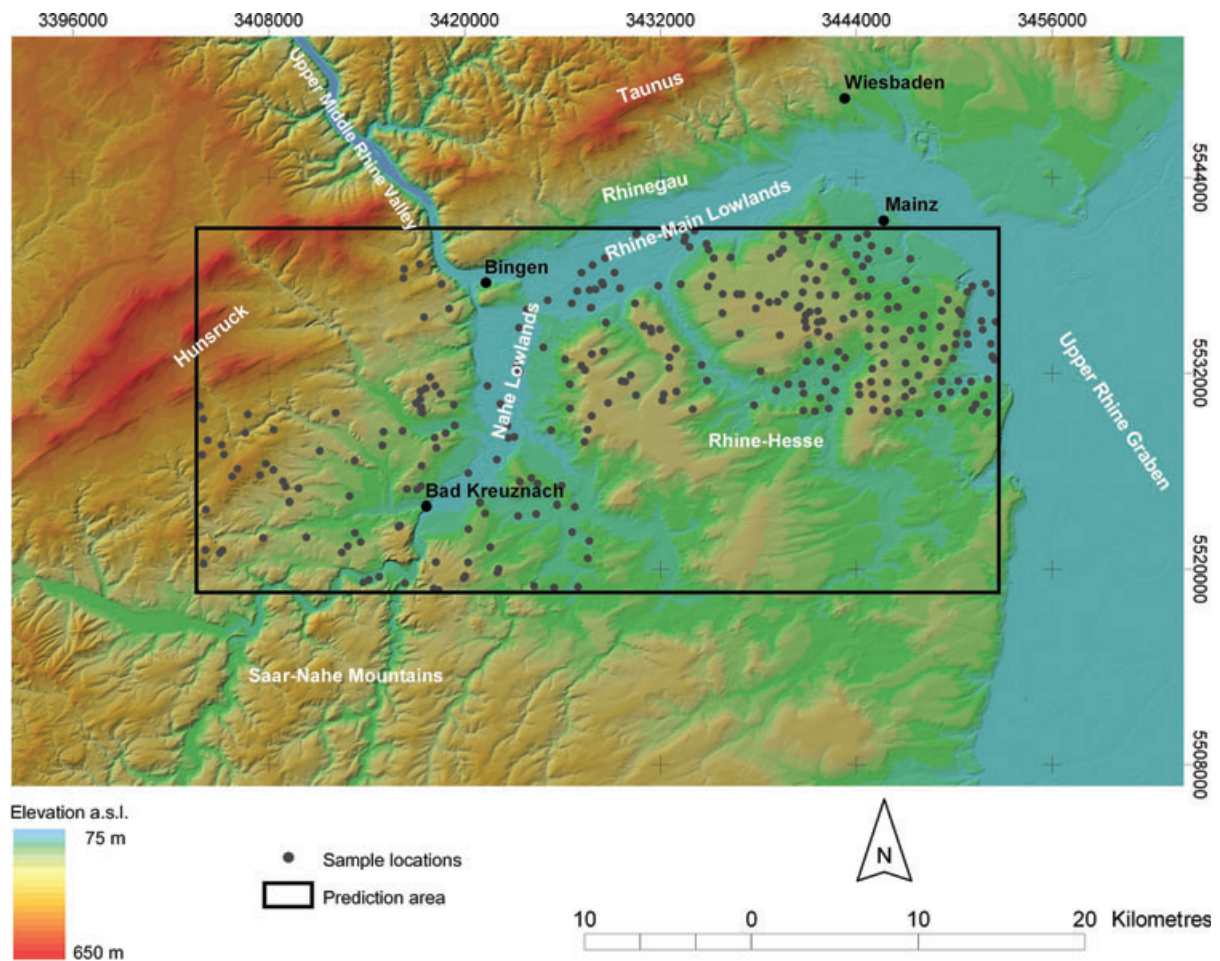 3396000 3408000 3420000 3432000 3444000 3456000
Upper Middle Rhine Valley
Taunus
Wiesbaden
5544000
Rhinegau
Rhine-Main Lowlands
Mainz
Bingen
Hunsruck
Nahe Lowlands
5532000
Upper Rhine Graben
Rhine-Hesse
Bad Kreuznach
5520000
Saar-Nahe Mountains
5508000
Elevation a.s.l.
75 m
650 m
Sample locations
Prediction area
N
10 0 10 20 Kilometres